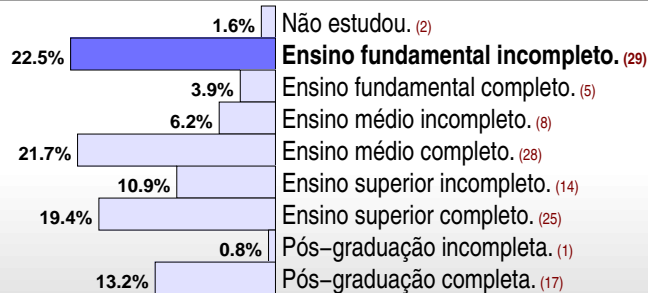 1.6% Não estudou. (2)
22.5% Ensino fundamental incompleto. (29)
3.9% Ensino fundamental completo. (5)
6.2% Ensino médio incompleto. (8)
21.7% Ensino médio completo. (28)
10.9% Ensino superior incompleto. (14)
19.4% Ensino superior completo. (25)
0.8% Pós−graduação incompleta. (1)
13.2% Pós−graduação completa. (17)